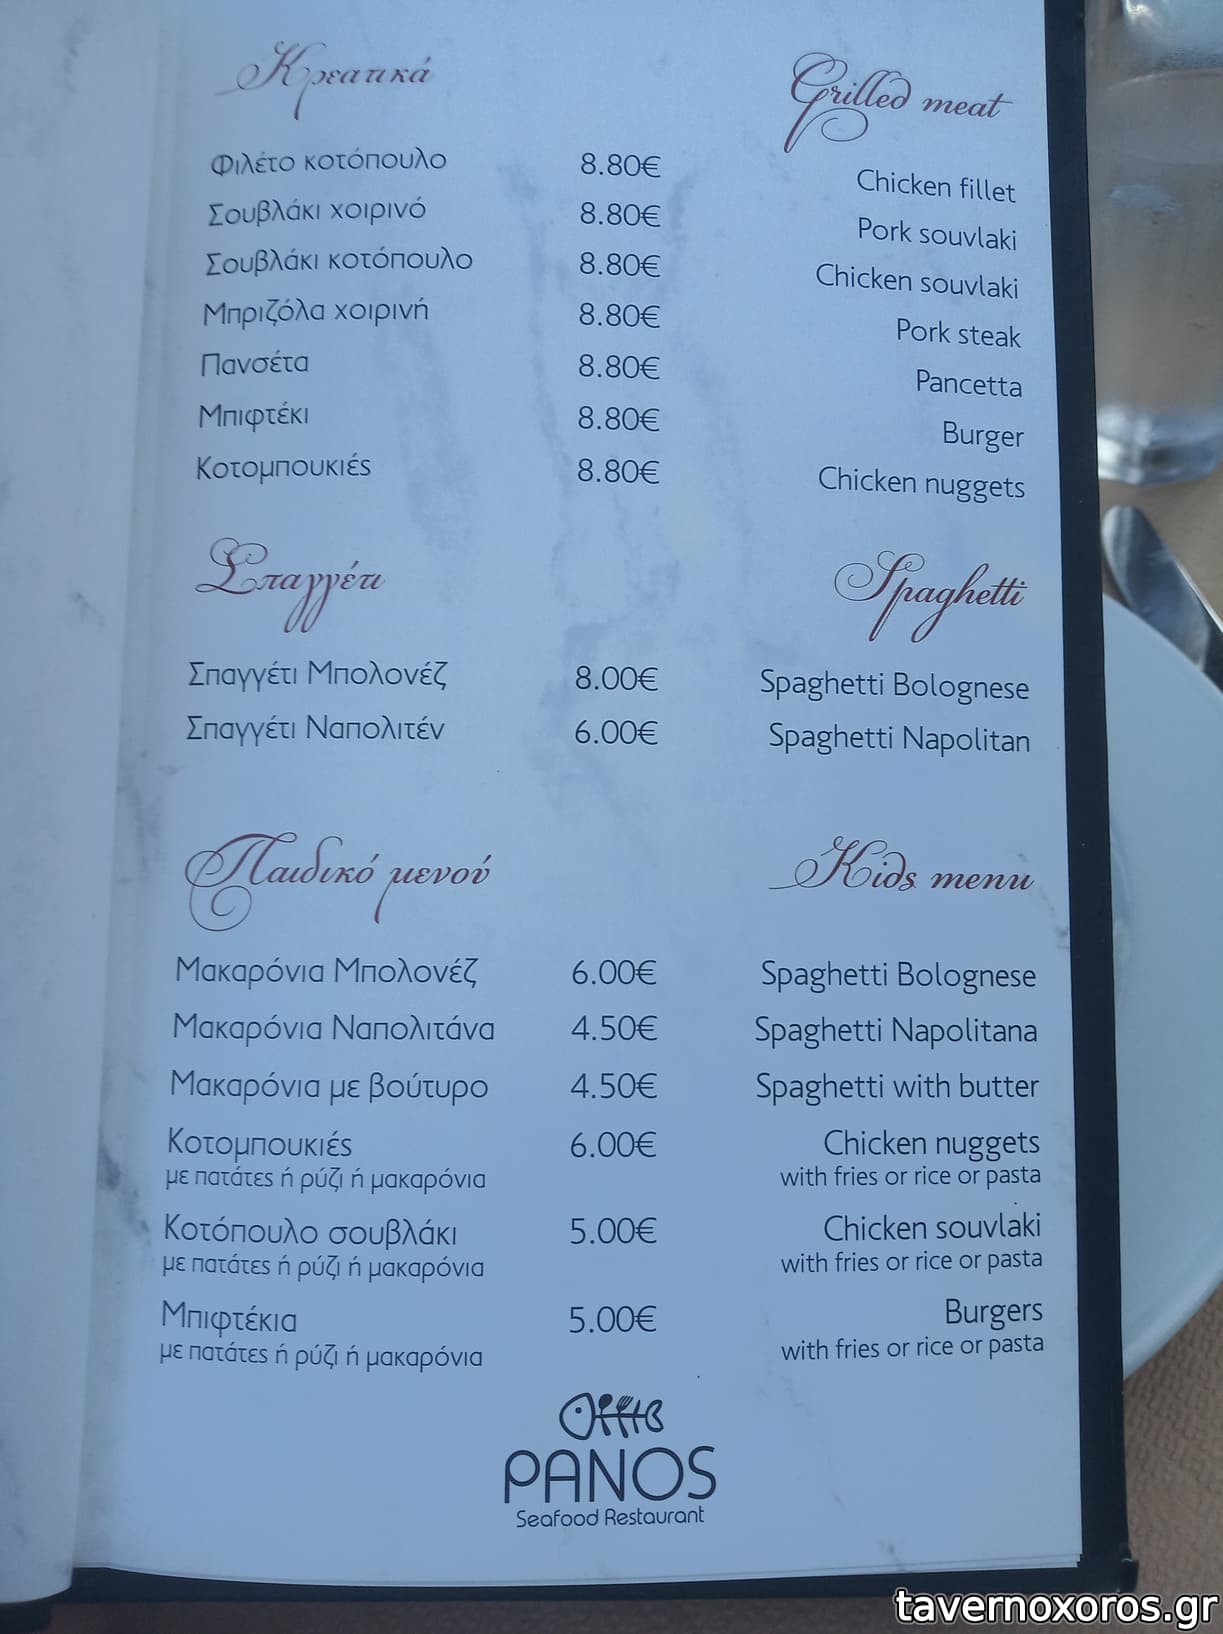 Κρεατικά Grilled meat
Φιλέτο κοτόπουλο 8.80€ Chicken fillet
Σουβλάκι χοιρινό 8.80€ Pork souvlaki
Σουβλάκι κοτόπουλο 8.80€ Chicken souvlaki
Μπριζόλα χοιρινή 8.80€ Pork steak
Πανσέτα 8.80€ Pancetta
Μπιφτέκι 8.80€ Burger
Κοτομπουκιές 8.80€ Chicken nuggets
Σπαγγέτι Spaghetti
Σπαγγέτι Μπολονέζ 8.00€ Spaghetti Bolognese
Σπαγγέτι Ναπολιτέν 6.00€ Spaghetti Napolitan
Παιδικό μενού Kids menu
Μακαρόνια Μπολονέζ 6.00€ Spaghetti Bolognese
Μακαρόνια Ναπολιτάνα 4.50€ Spaghetti Napolitana
Μακαρόνια με βούτυρο 4.50€ Spaghetti with butter
Κοτομπουκιές 6.00€ Chicken nuggets
με πατάτες ή ρύζι ή μακαρόνια with fries or rice or pasta
Κοτόπουλο σουβλάκι 5.00€ Chicken souvlaki
με πατάτες ή ρύζι ή μακαρόνια with fries or rice or pasta
Μπιφτέκια 5.00€ Burgers
με πατάτες ή ρύζι ή μακαρόνια with fries or rice or pasta
PANOS
Seafood Restaurant
tavernoxoros.gr